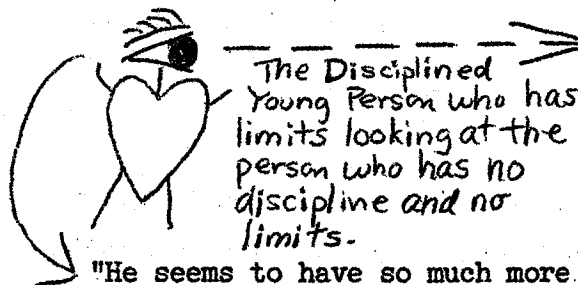 The Disciplined
Young Person who has
limits looking at the
person who has no
discipline and no
limits.
"He seems to have so much more